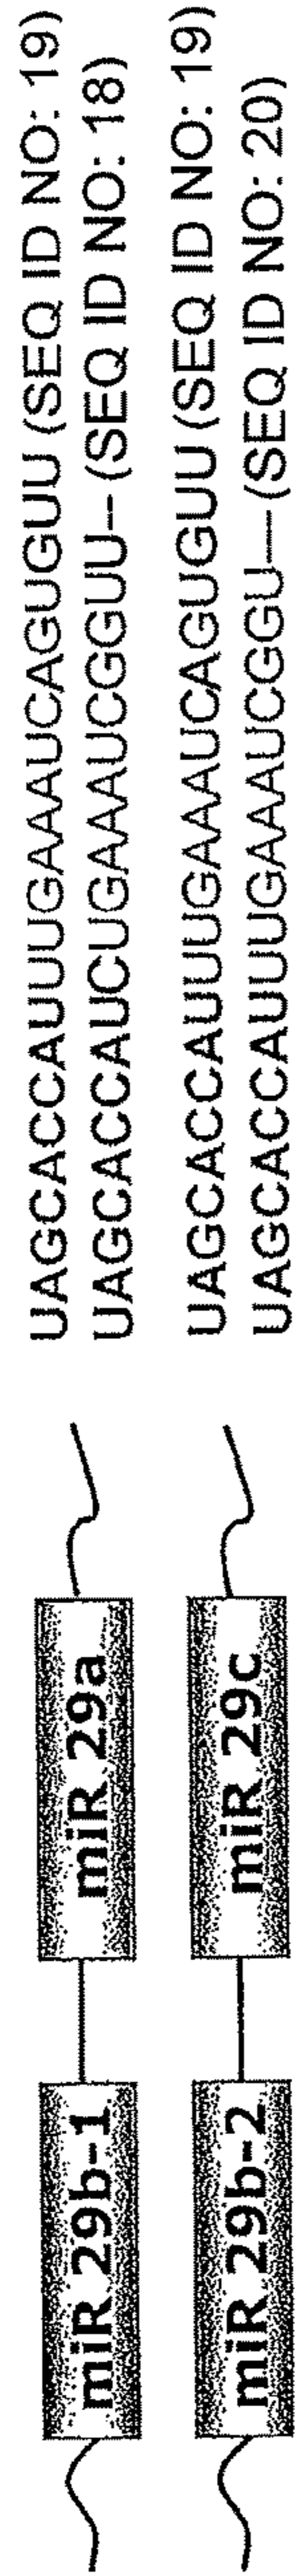 miR 29b-1 miR 29a
UAGCACCAUUUGAAAUCAGUGUU (SEQ ID NO: 19)
UAGCACCAUCUGAAAUCGGUU--(SEQ ID NO: 18)
miR 29b-2 miR 29c
UAGCACCAUUUGAAAUCAGUGUU (SEQ ID NO: 19)
UAGCACCAUUUGAAAUCGGU---(SEQ ID NO: 20)